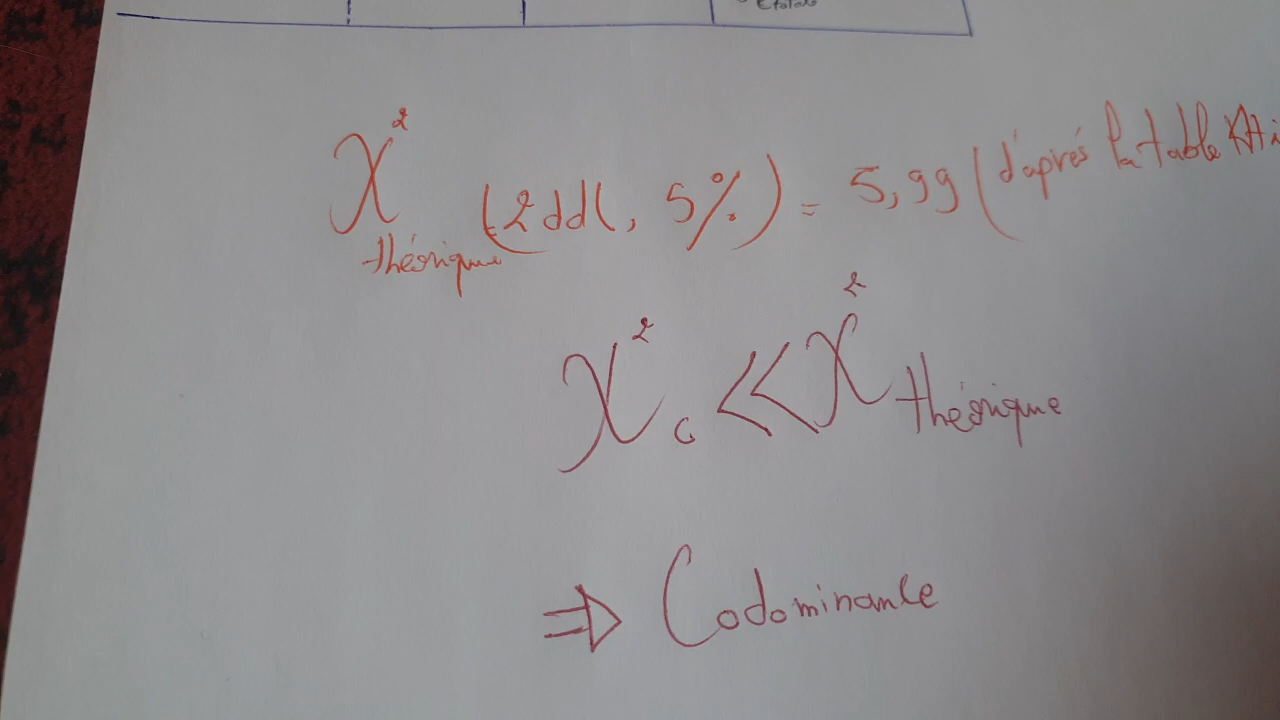 χ² théorique (2 ddl, 5%) = 5,99 (d'après la table
χ²c << χ² théorique
⇒ Codominance